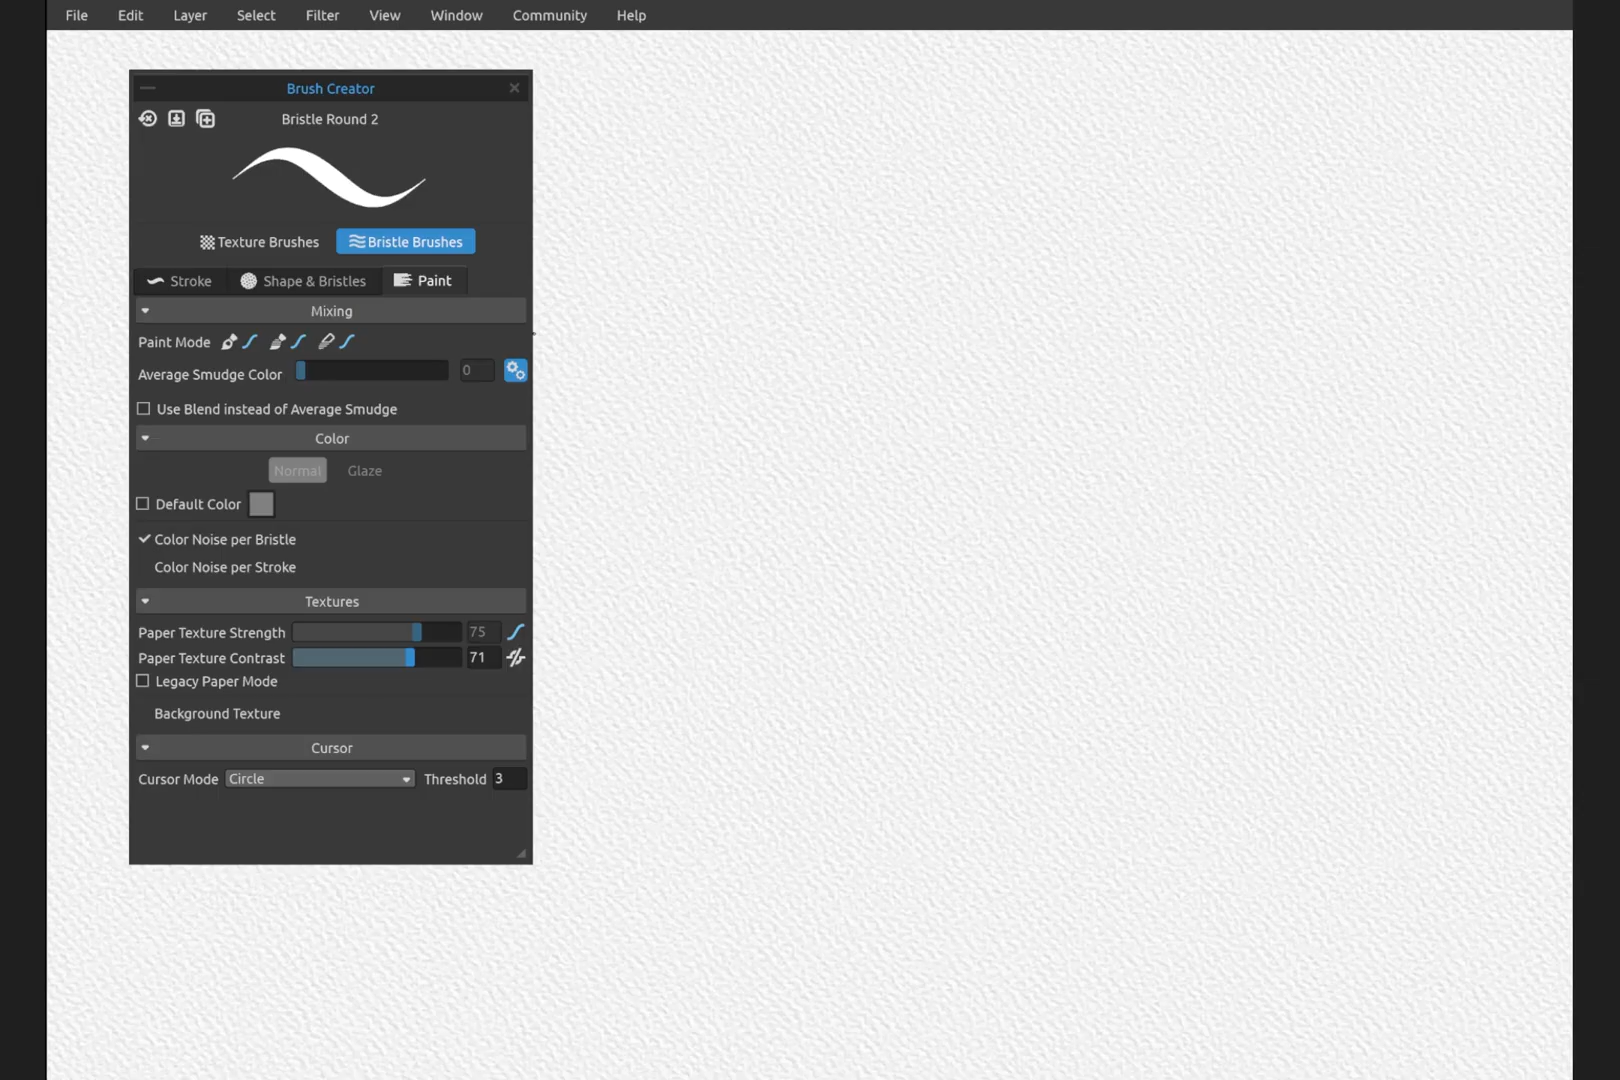 File Edit Layer Select Filter View Window Community Help
Brush Creator
Bristle Round 2
Texture Brushes Bristle Brushes
Stroke Shape & Bristles Paint
Mixing
Paint Mode
Average Smudge Color 0
Use Blend instead of Average Smudge
Color
Normal Glaze
Default Color
Color Noise per Bristle
Color Noise per Stroke
Textures
Paper Texture Strength 75
Paper Texture Contrast 71
Legacy Paper Mode
Background Texture
Cursor
Cursor Mode Circle Threshold 3